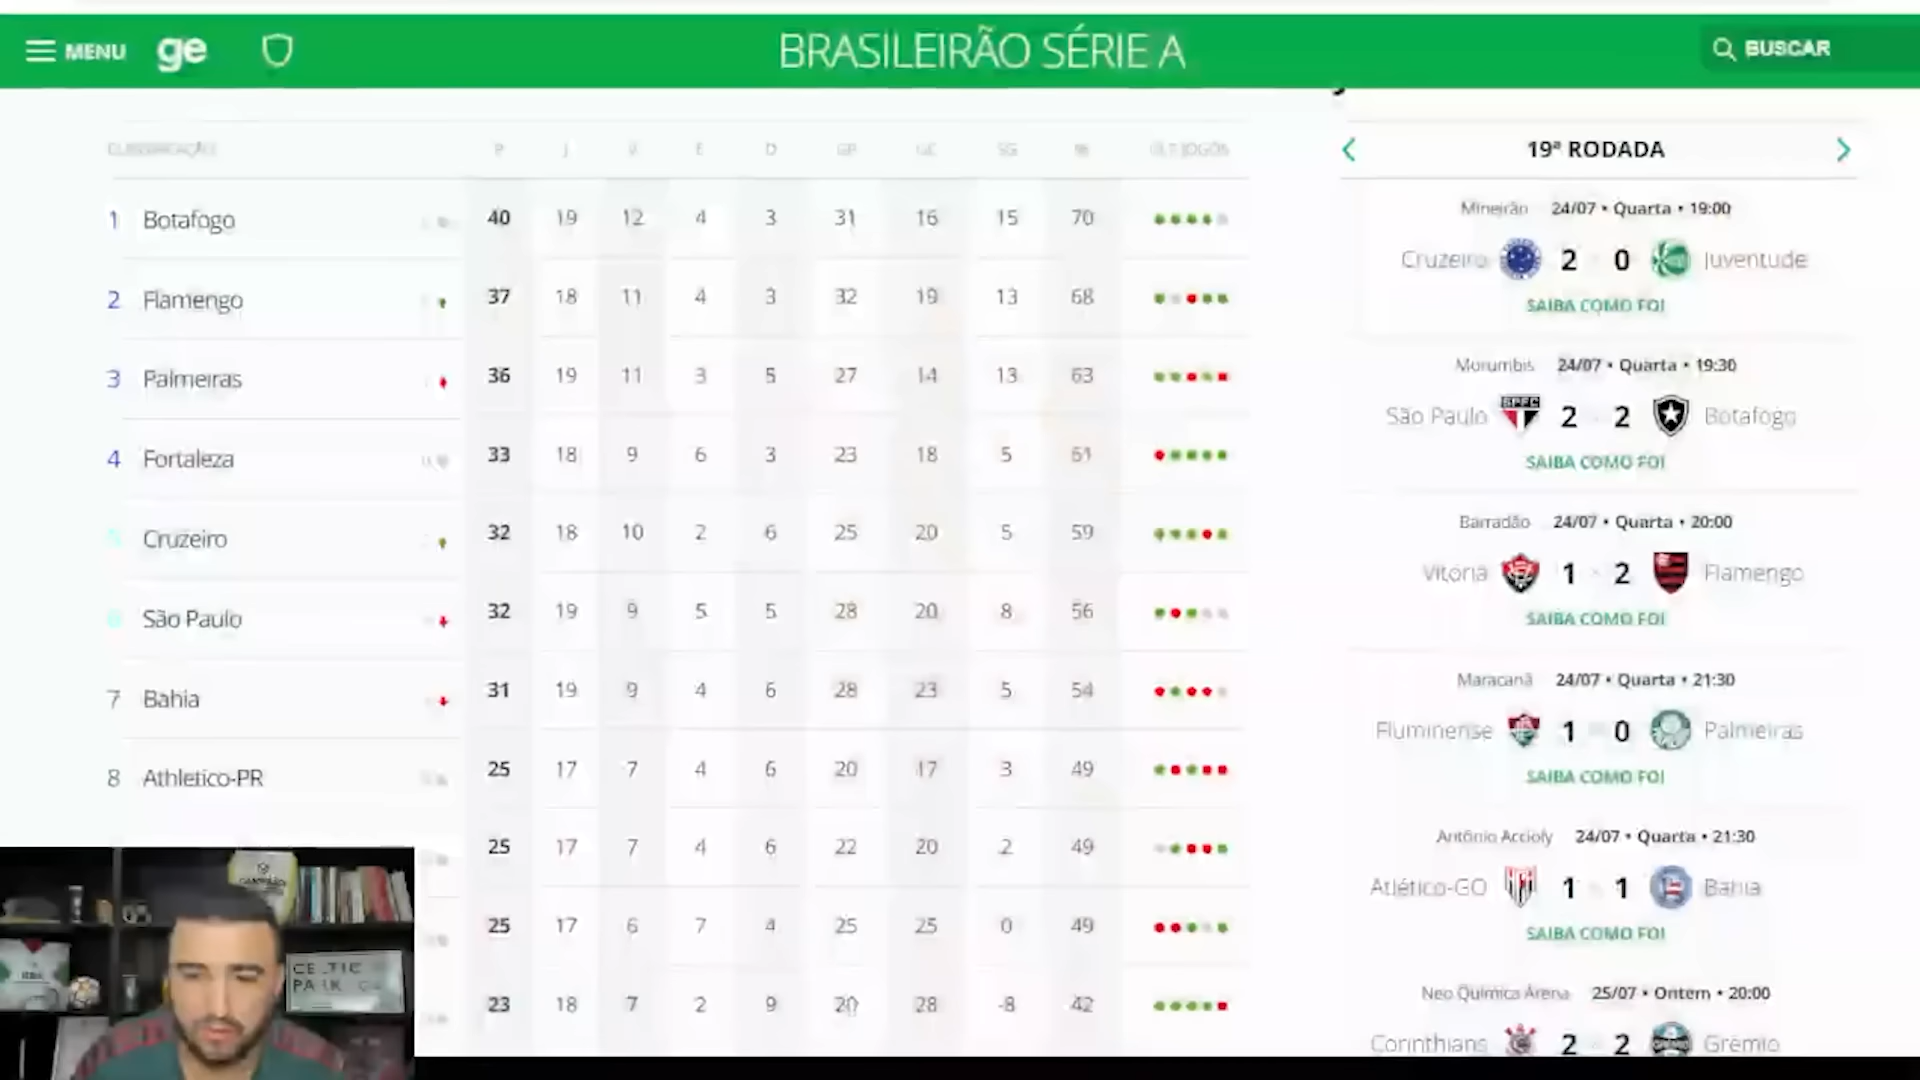 MENU ge BRASILEIRÃO SÉRIE A BUSCAR
CLASSIFICAÇÃO P J V E D GP GC SG % ÚLT. JOGOS
1 Botafogo 40 19 12 4 3 31 16 15 70
2 Flamengo 37 18 11 4 3 32 19 13 68
3 Palmeiras 36 19 11 3 5 27 14 13 63
4 Fortaleza 33 18 9 6 3 23 18 5 61
Cruzeiro 32 18 10 2 6 25 20 5 59
São Paulo 32 19 9 5 5 28 20 8 56
7 Bahia 31 19 9 4 6 28 23 5 54
8 Athletico-PR 25 17 7 4 6 20 17 3 49
25 17 7 4 6 22 20 2 49
25 17 6 7 4 25 25 0 49
23 18 7 2 9 20 28 -8 42
19ª RODADA
Mineirão 24/07 • Quarta • 19:00
Cruzeiro 2 0 Juventude
SAIBA COMO FOI
Morumbis 24/07 • Quarta • 19:30
São Paulo SPFC 2 2 Botafogo
SAIBA COMO FOI
Barradão 24/07 • Quarta • 20:00
Vitória 1 2 Flamengo
SAIBA COMO FOI
Maracanã 24/07 • Quarta • 21:30
Fluminense 1 0 Palmeiras
SAIBA COMO FOI
Antônio Accioly 24/07 • Quarta • 21:30
Atlético-GO 1 1 Bahia
SAIBA COMO FOI
Neo Química Arena 25/07 • Ontem • 20:00
Corinthians 2 2 Grêmio
CELTIC
PARK